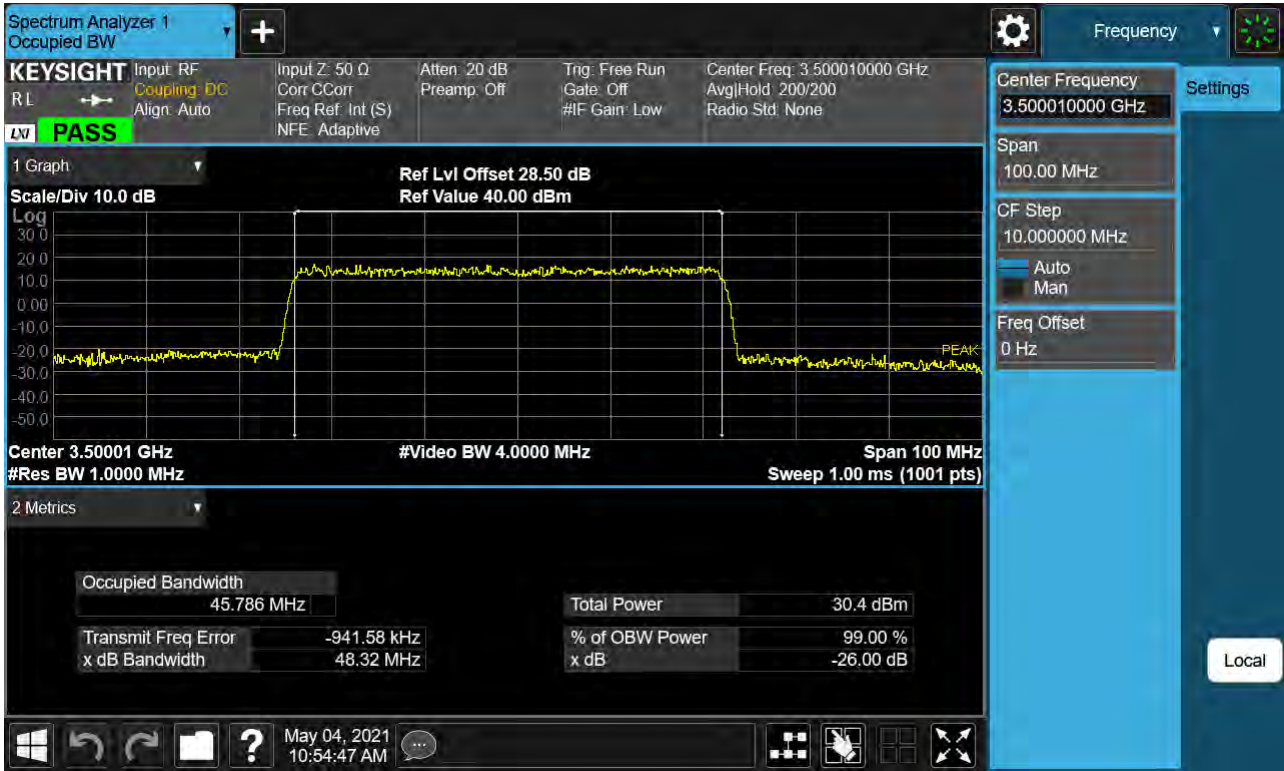 Spectrum Analyzer 1
Occupied BW
Frequency
KEYSIGHT
RL
LXI PASS
Input: RF
Coupling: DC
Align: Auto
Input Z: 50 Ω
Corr CCorr
Freq Ref: Int (S)
NFE: Adaptive
Atten: 20 dB
Preamp: Off
Trig: Free Run
Gate: Off
#IF Gain: Low
Center Freq: 3.500010000 GHz
Avg|Hold: 200/200
Radio Std: None
Center Frequency
3.500010000 GHz
Settings
Span
100.00 MHz
CF Step
10.000000 MHz
Auto
Man
Freq Offset
0 Hz
Local
1 Graph
Scale/Div 10.0 dB
Ref Lvl Offset 28.50 dB
Ref Value 40.00 dBm
Log
30.0
20.0
10.0
0.00
-10.0
-20.0
-30.0
-40.0
-50.0
PEAK
Center 3.50001 GHz
#Video BW 4.0000 MHz
Span 100 MHz
#Res BW 1.0000 MHz
Sweep 1.00 ms (1001 pts)
2 Metrics
Occupied Bandwidth
45.786 MHz
Total Power 30.4 dBm
Transmit Freq Error -941.58 kHz
% of OBW Power 99.00 %
x dB Bandwidth 48.32 MHz
x dB -26.00 dB
?
May 04, 2021
10:54:47 AM